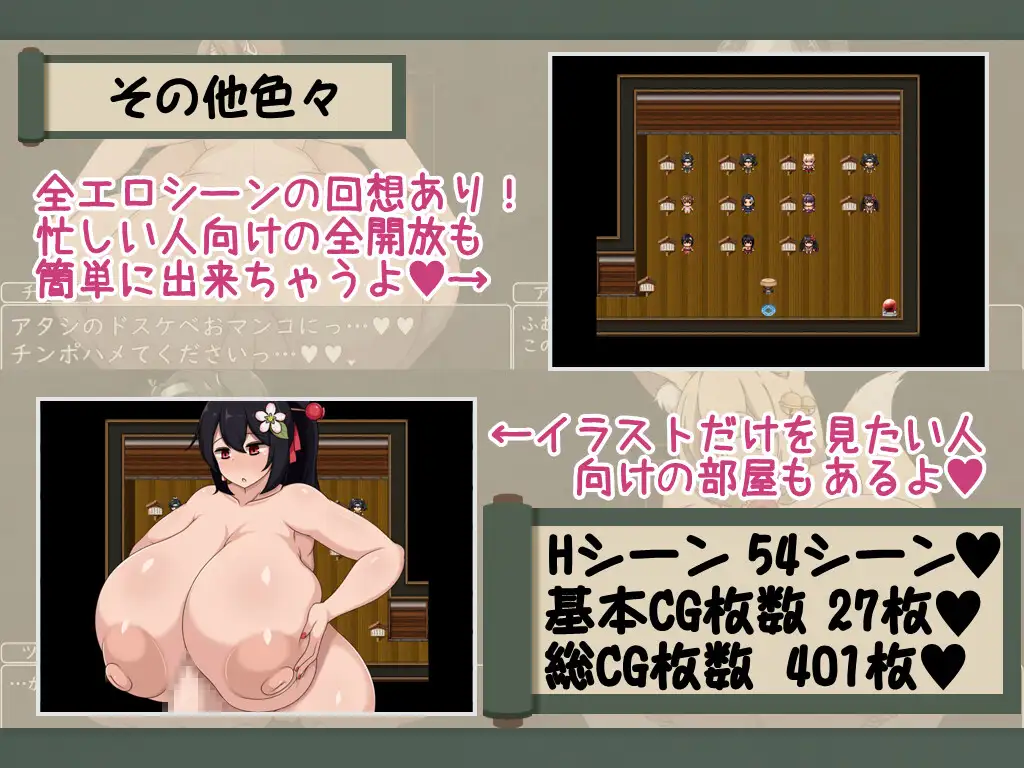 その他色々
全エロシーンの回想あり！
忙しい人向けの全開放も
簡単に出来ちゃうよ♥→
アタシのドスケベおマンコにっ…♥♥
チンポハメてくださいっ…♥♥
←イラストだけを見たい人
向けの部屋もあるよ♥
Hシーン 54シーン♥
基本CG枚数 27枚♥
総CG枚数 401枚♥